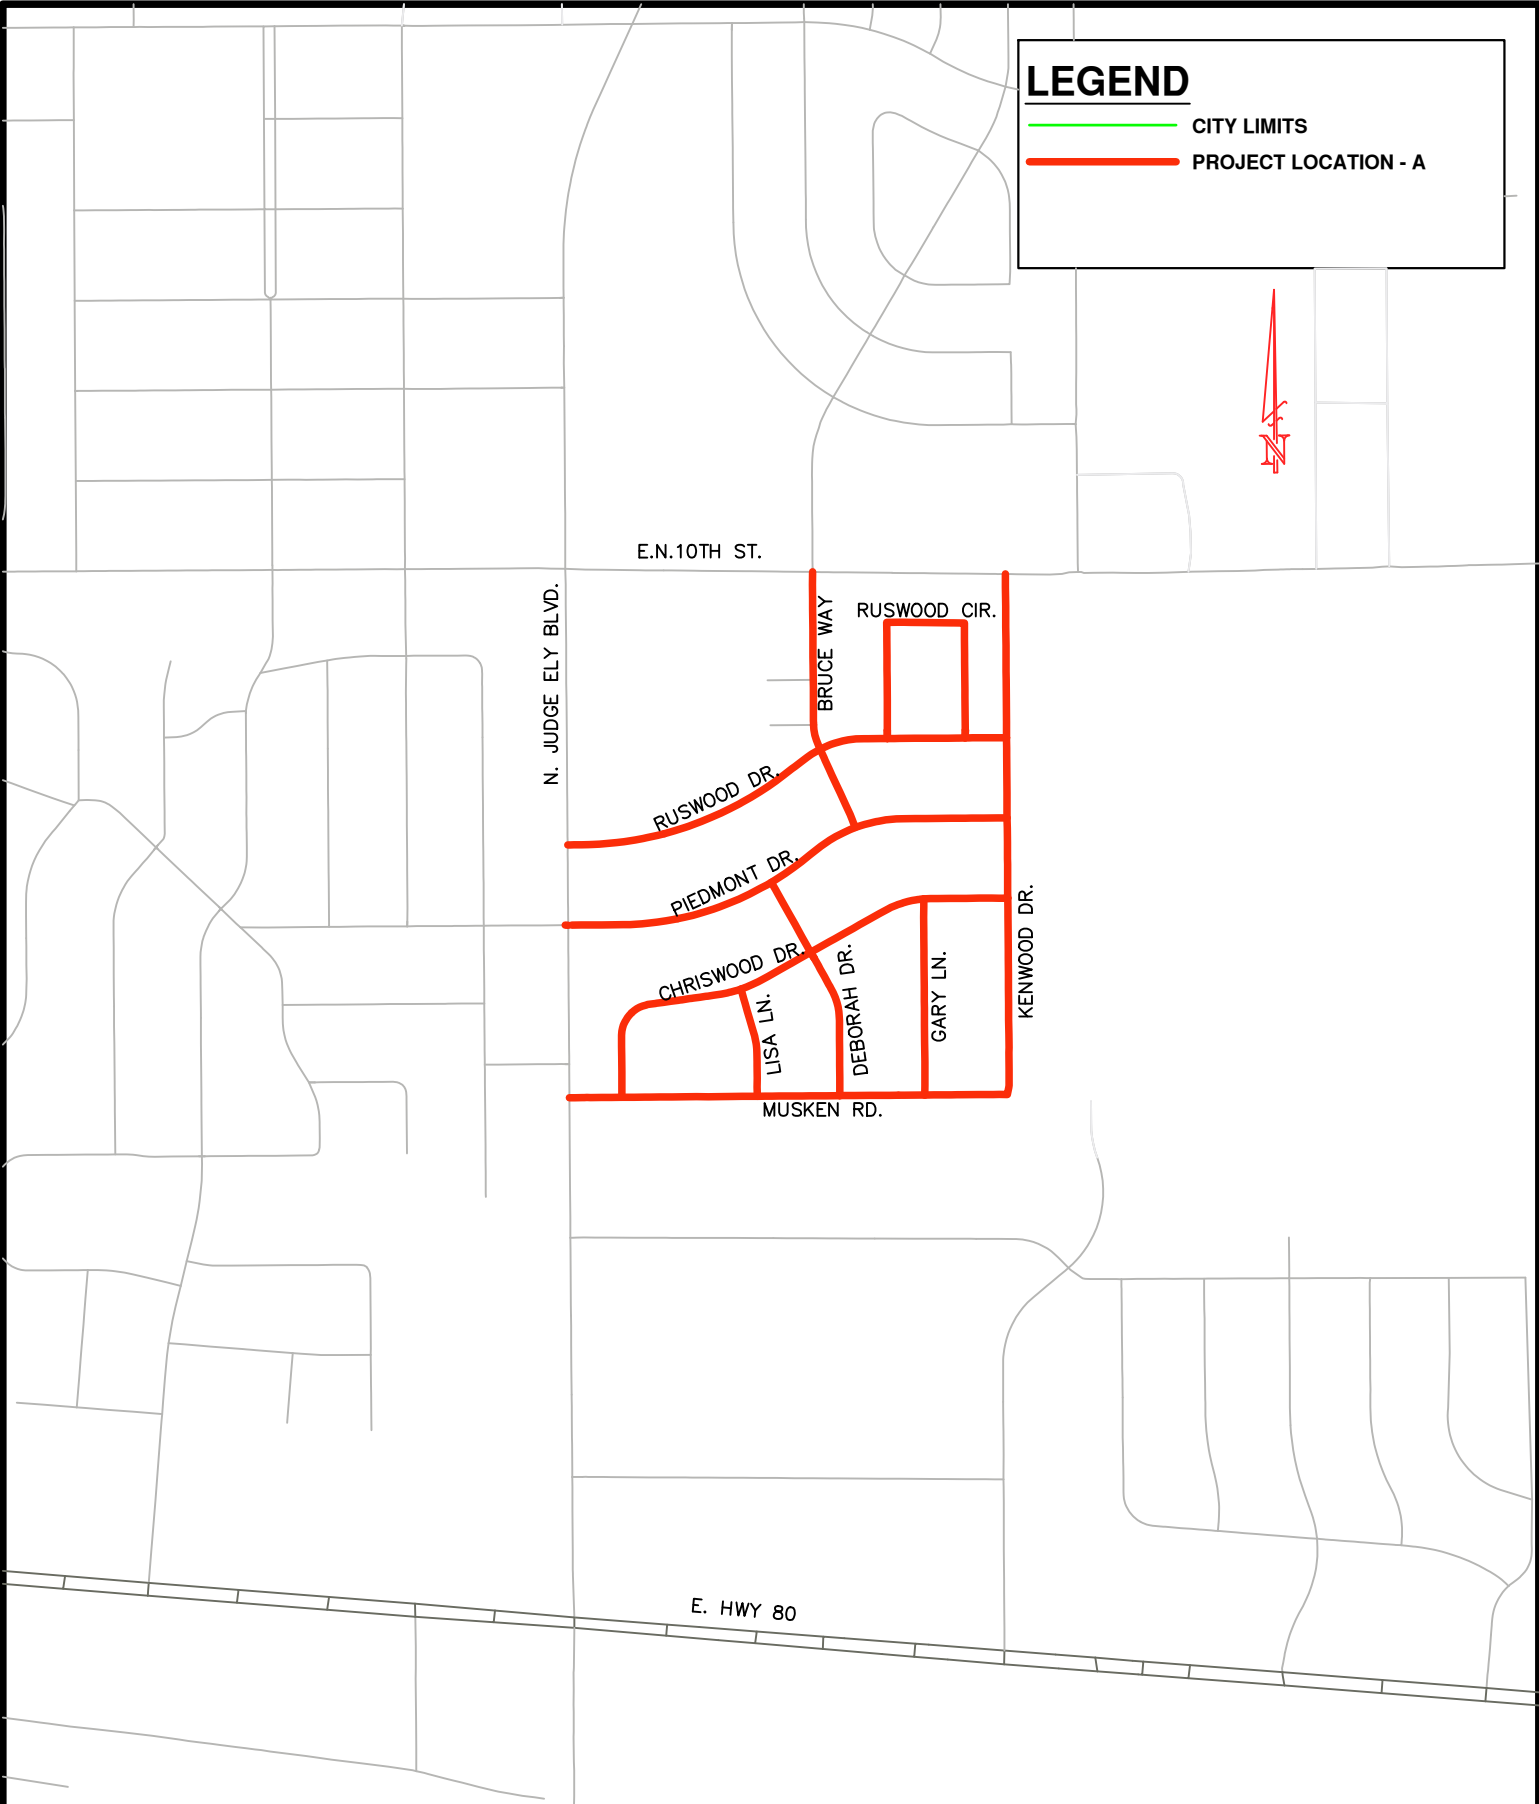 LEGEND
CITY LIMITS
PROJECT LOCATION - A
N
E.N.10TH ST.
N. JUDGE ELY BLVD.
BRUCE WAY
RUSWOOD CIR.
RUSWOOD DR.
PIEDMONT DR.
CHRISWOOD DR.
LISA LN.
DEBORAH DR.
GARY LN.
KENWOOD DR.
MUSKEN RD.
E. HWY 80